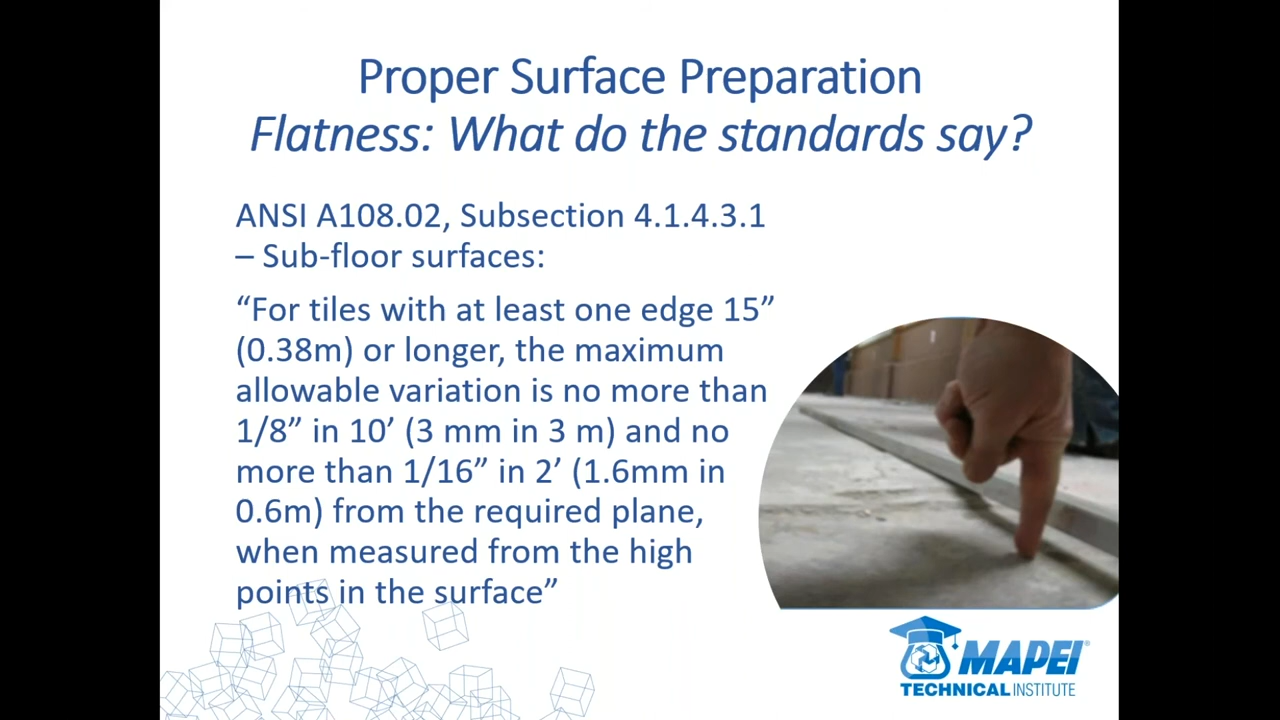 Proper Surface Preparation
Flatness: What do the standards say?
ANSI A108.02, Subsection 4.1.4.3.1
– Sub-floor surfaces:
“For tiles with at least one edge 15”
(0.38m) or longer, the maximum
allowable variation is no more than
1/8” in 10’ (3 mm in 3 m) and no
more than 1/16” in 2’ (1.6mm in
0.6m) from the required plane,
when measured from the high
points in the surface”
MAPEI®
TECHNICAL INSTITUTE